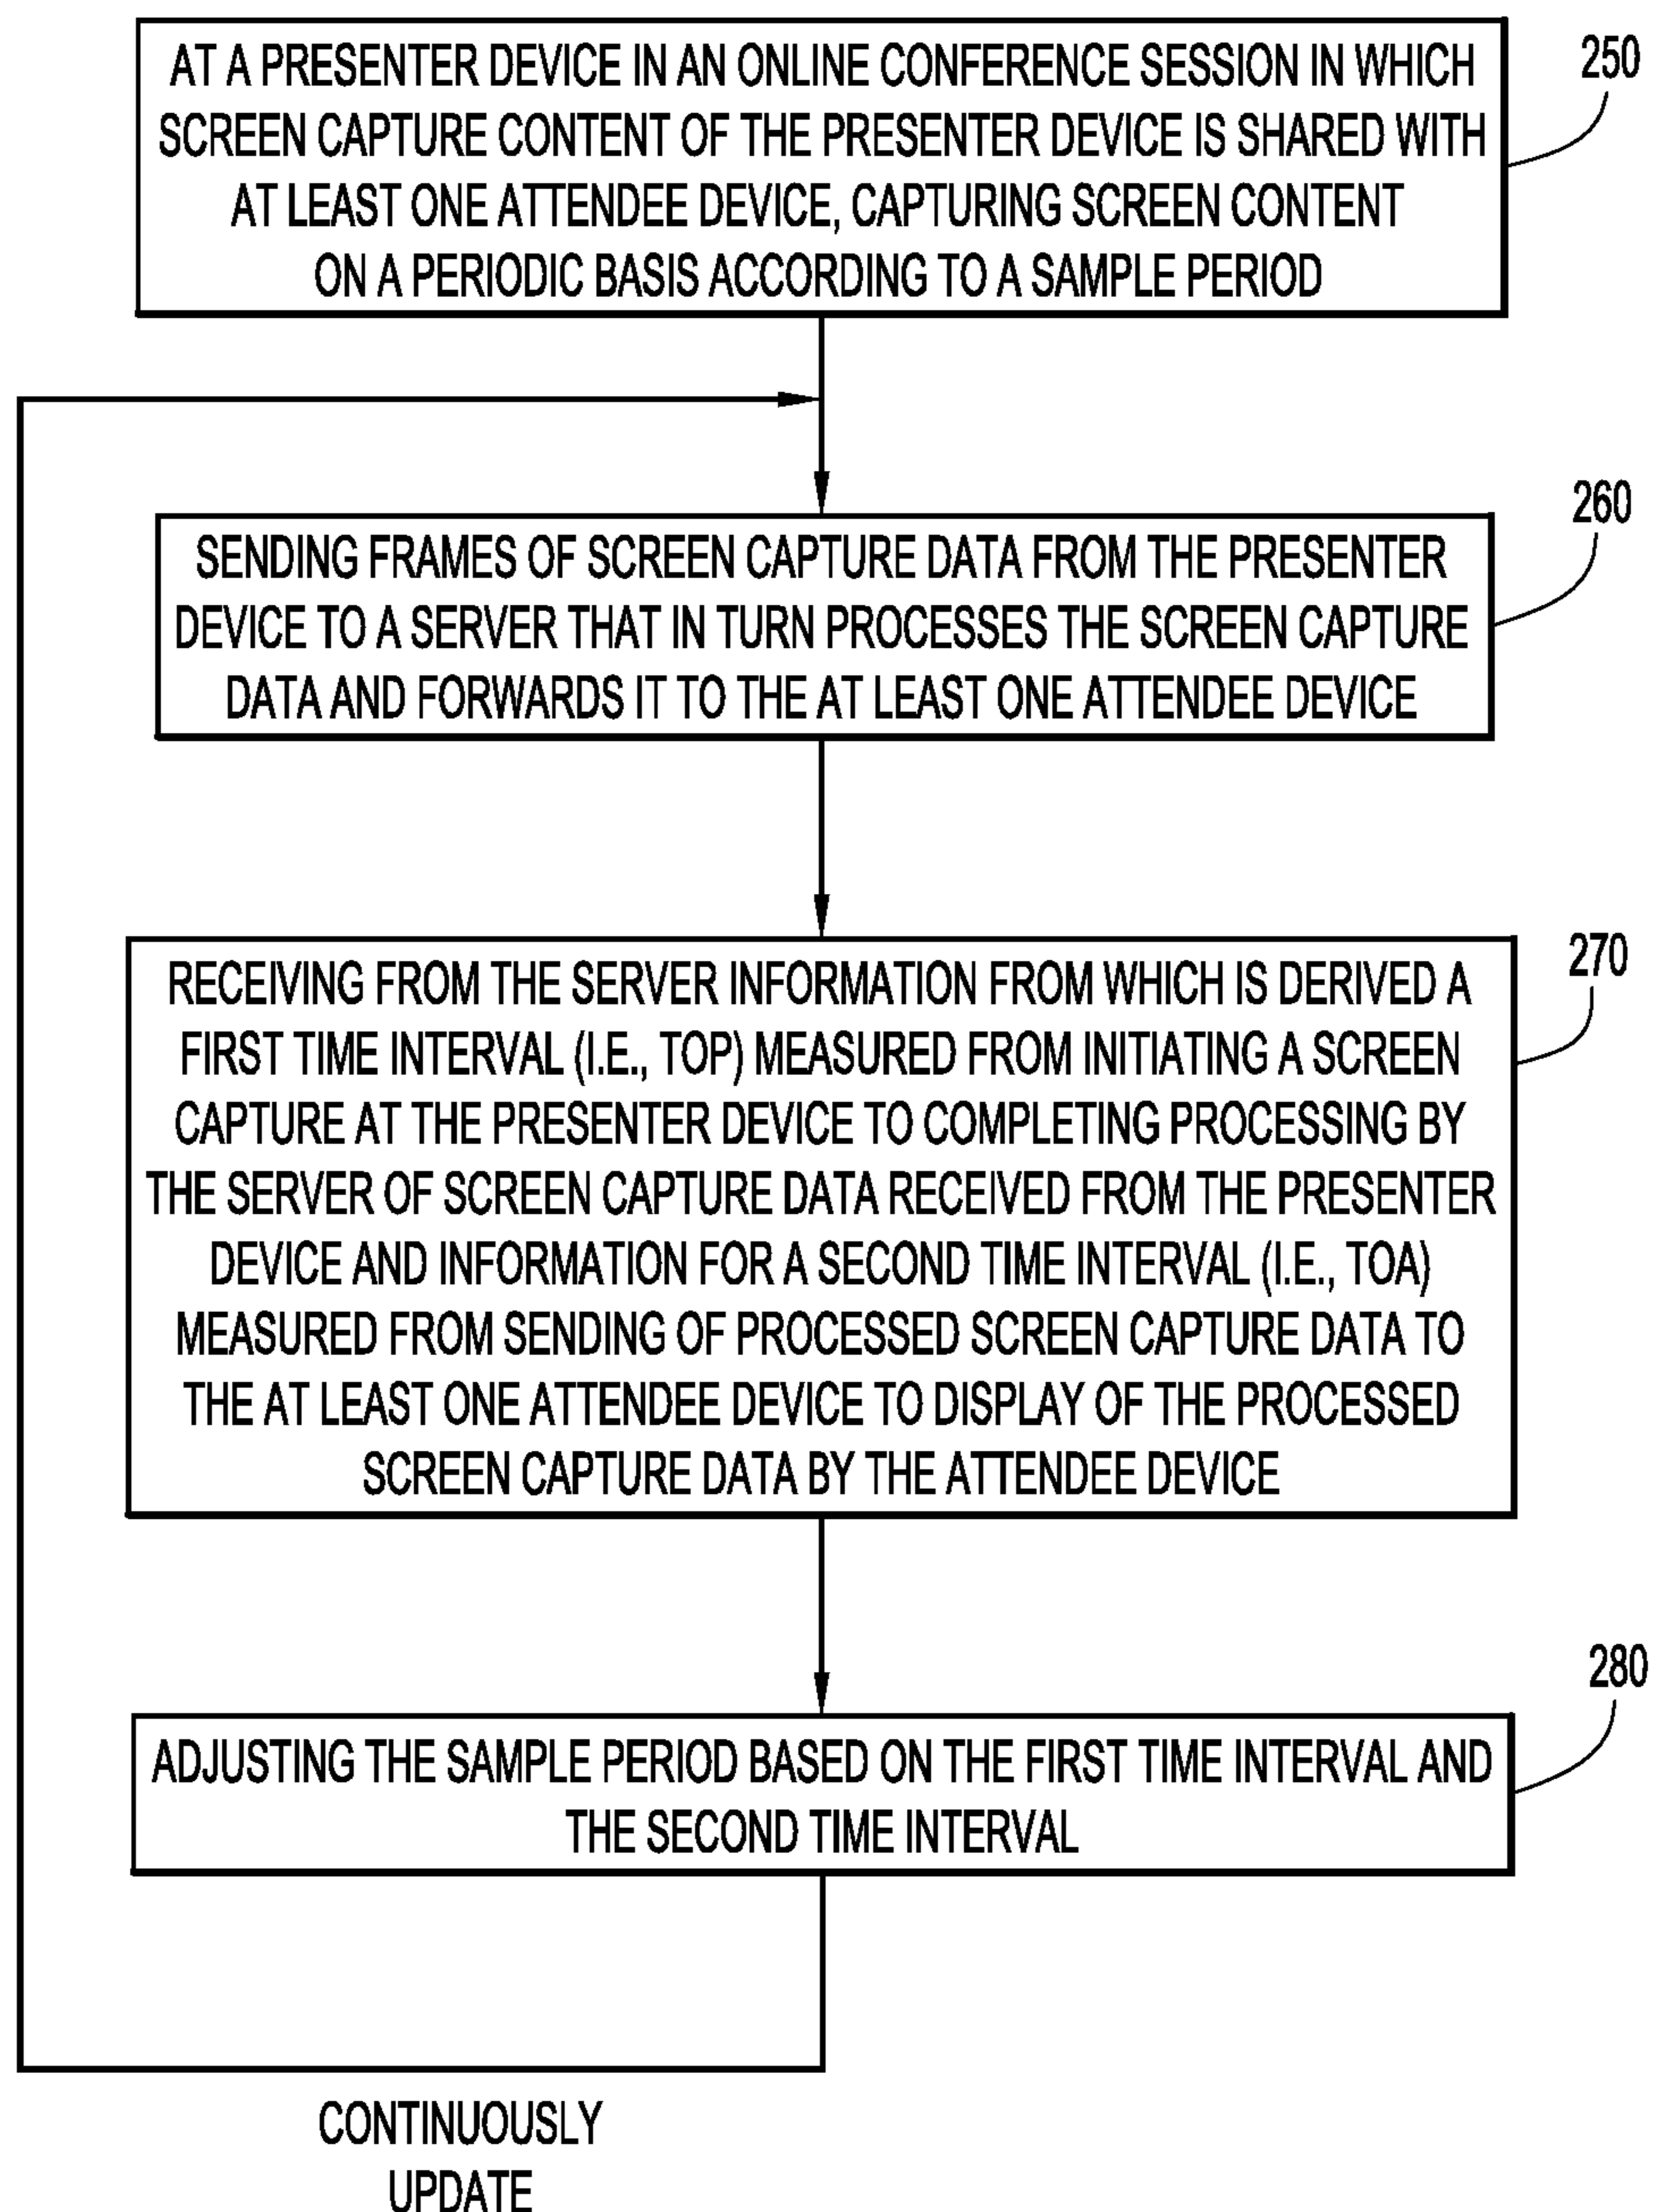 AT A PRESENTER DEVICE IN AN ONLINE CONFERENCE SESSION IN WHICH
SCREEN CAPTURE CONTENT OF THE PRESENTER DEVICE IS SHARED WITH
AT LEAST ONE ATTENDEE DEVICE, CAPTURING SCREEN CONTENT
ON A PERIODIC BASIS ACCORDING TO A SAMPLE PERIOD
250
SENDING FRAMES OF SCREEN CAPTURE DATA FROM THE PRESENTER
DEVICE TO A SERVER THAT IN TURN PROCESSES THE SCREEN CAPTURE
DATA AND FORWARDS IT TO THE AT LEAST ONE ATTENDEE DEVICE
260
RECEIVING FROM THE SERVER INFORMATION FROM WHICH IS DERIVED A
FIRST TIME INTERVAL (I.E., TOP) MEASURED FROM INITIATING A SCREEN
CAPTURE AT THE PRESENTER DEVICE TO COMPLETING PROCESSING BY
THE SERVER OF SCREEN CAPTURE DATA RECEIVED FROM THE PRESENTER
DEVICE AND INFORMATION FOR A SECOND TIME INTERVAL (I.E., TOA)
MEASURED FROM SENDING OF PROCESSED SCREEN CAPTURE DATA TO
THE AT LEAST ONE ATTENDEE DEVICE TO DISPLAY OF THE PROCESSED
SCREEN CAPTURE DATA BY THE ATTENDEE DEVICE
270
ADJUSTING THE SAMPLE PERIOD BASED ON THE FIRST TIME INTERVAL AND
THE SECOND TIME INTERVAL
280
CONTINUOUSLY
UPDATE